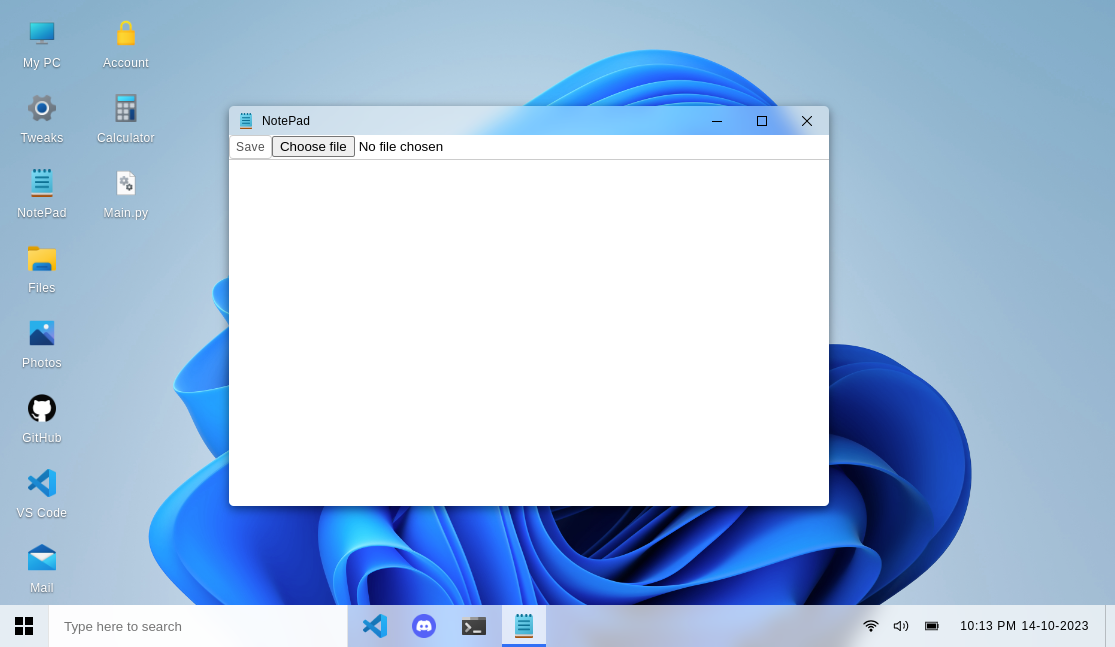 My PC
Account
Tweaks
Calculator
NotePad
Main.py
Files
Photos
GitHub
VS Code
Mail
NotePad
Save Choose file No file chosen
Type here to search
10:13 PM 14-10-2023